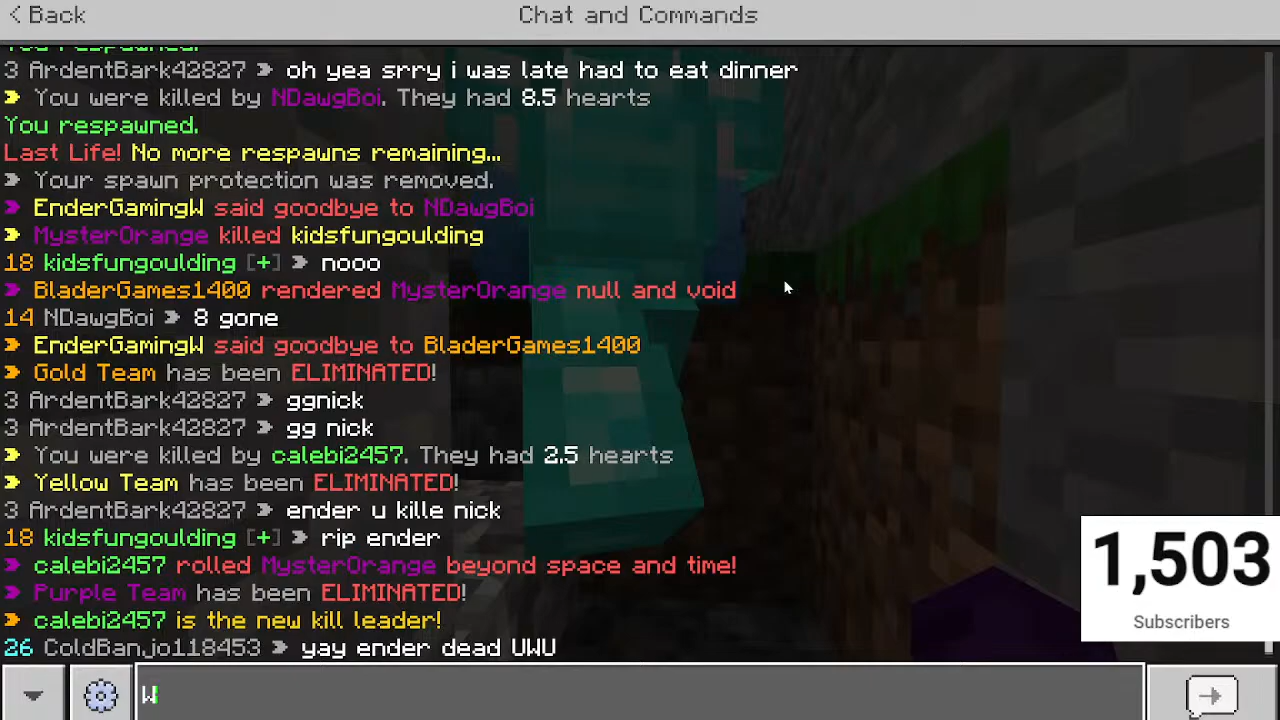 Back
Chat and Commands
You respawned.
3 ArdentBark42827 » oh yea srry i was late had to eat dinner
» You were killed by NDawgBoi. They had 8.5 hearts
You respawned.
Last Life! No more respawns remaining...
» Your spawn protection was removed.
» EnderGamingW said goodbye to NDawgBoi
» MysterOrange killed kidsfungoulding
18 kidsfungoulding [+] » nooo
» BladerGames1400 rendered MysterOrange null and void
14 NDawgBoi » 8 gone
» EnderGamingW said goodbye to BladerGames1400
» Gold Team has been ELIMINATED!
3 ArdentBark42827 » ggnick
3 ArdentBark42827 » gg nick
» You were killed by calebi2457. They had 2.5 hearts
» Yellow Team has been ELIMINATED!
3 ArdentBark42827 » ender u kille nick
18 kidsfungoulding [+] » rip ender
» calebi2457 rolled MysterOrange beyond space and time!
» Purple Team has been ELIMINATED!
» calebi2457 is the new kill leader!
26 ColdBanjo118453 » yay ender dead UWU
W
1,503
Subscribers